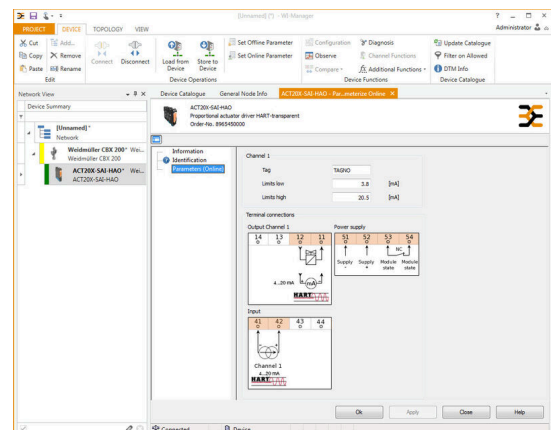 [Unnamed] (*) - WI-Manager
PROJECT DEVICE TOPOLOGY VIEW
Administrator
Cut Add...
Copy Remove
Paste Rename
Edit
Connect Disconnect
Load from Device Store to Device
Device Operations
Set Offline Parameter
Set Online Parameter
Configuration Diagnosis
Observe Channel Functions
Compare Additional Functions
Device Functions
Update Catalogue
Filter on Allowed
DTM Info
Device Catalogue
Network View
Device Summary
[Unnamed]*
Network
Weidmüller CBX 200* Wei...
Weidmüller CBX 200
ACT20X-SAI-HAO* Wei...
ACT20X-SAI-HAO
Device Catalogue General Node Info ACT20X-SAI-HAO - Par...meterize Online
ACT20X-SAI-HAO
Proportional actuator driver HART-transparent
Order-No. 8965450000
Information
Identification
Parameters (Online)
Channel 1
Tag TAGNO
Limits low 3.8 [mA]
Limits high 20.5 [mA]
Terminal connections
Output Channel 1 Power supply
14 13 12 11 51 52 53 54
NC
Supply - Supply + Module state Module state
mA
4...20 mA
HART
Input
41 42 43 44
Channel 1
4...20 mA
HART
Ok Apply Close Help
Connected Device